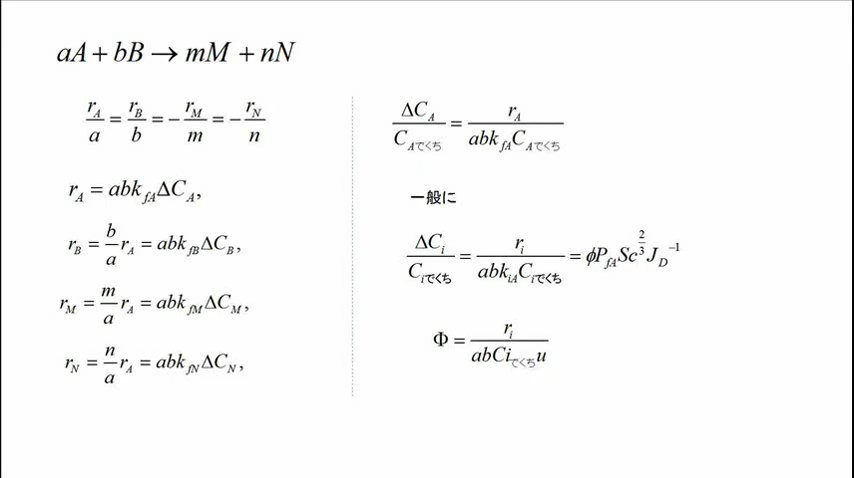 aA + bB → mM + nN
r_A/a = r_B/b = -r_M/m = -r_N/n
r_A = abk_{fA}ΔC_A,
r_B = (b/a)r_A = abk_{fB}ΔC_B,
r_M = (m/a)r_A = abk_{fM}ΔC_M,
r_N = (n/a)r_A = abk_{fN}ΔC_N,
ΔC_A/C_{Aでくち} = r_A/(abk_{fA}C_{Aでくち})
一般に
ΔC_i/C_{iでくち} = r_i/(abk_{iA}C_{iでくち}) = ϕP_{fA}Sc^{2/3}J_D^{-1}
Φ = r_i/(abCi_{でくち}u)